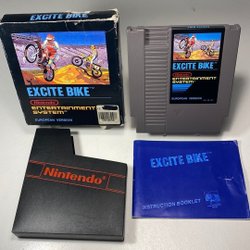 EXCITE BIKE
Nintendo
ENTERTAINMENT
SYSTEM
EUROPEAN VERSION
EXCITE BIKE
Nintendo
ENTERTAINMENT
SYSTEM
EUROPEAN VERSION
Nintendo
EXCITE BIKE
INSTRUCTION BOOKLET